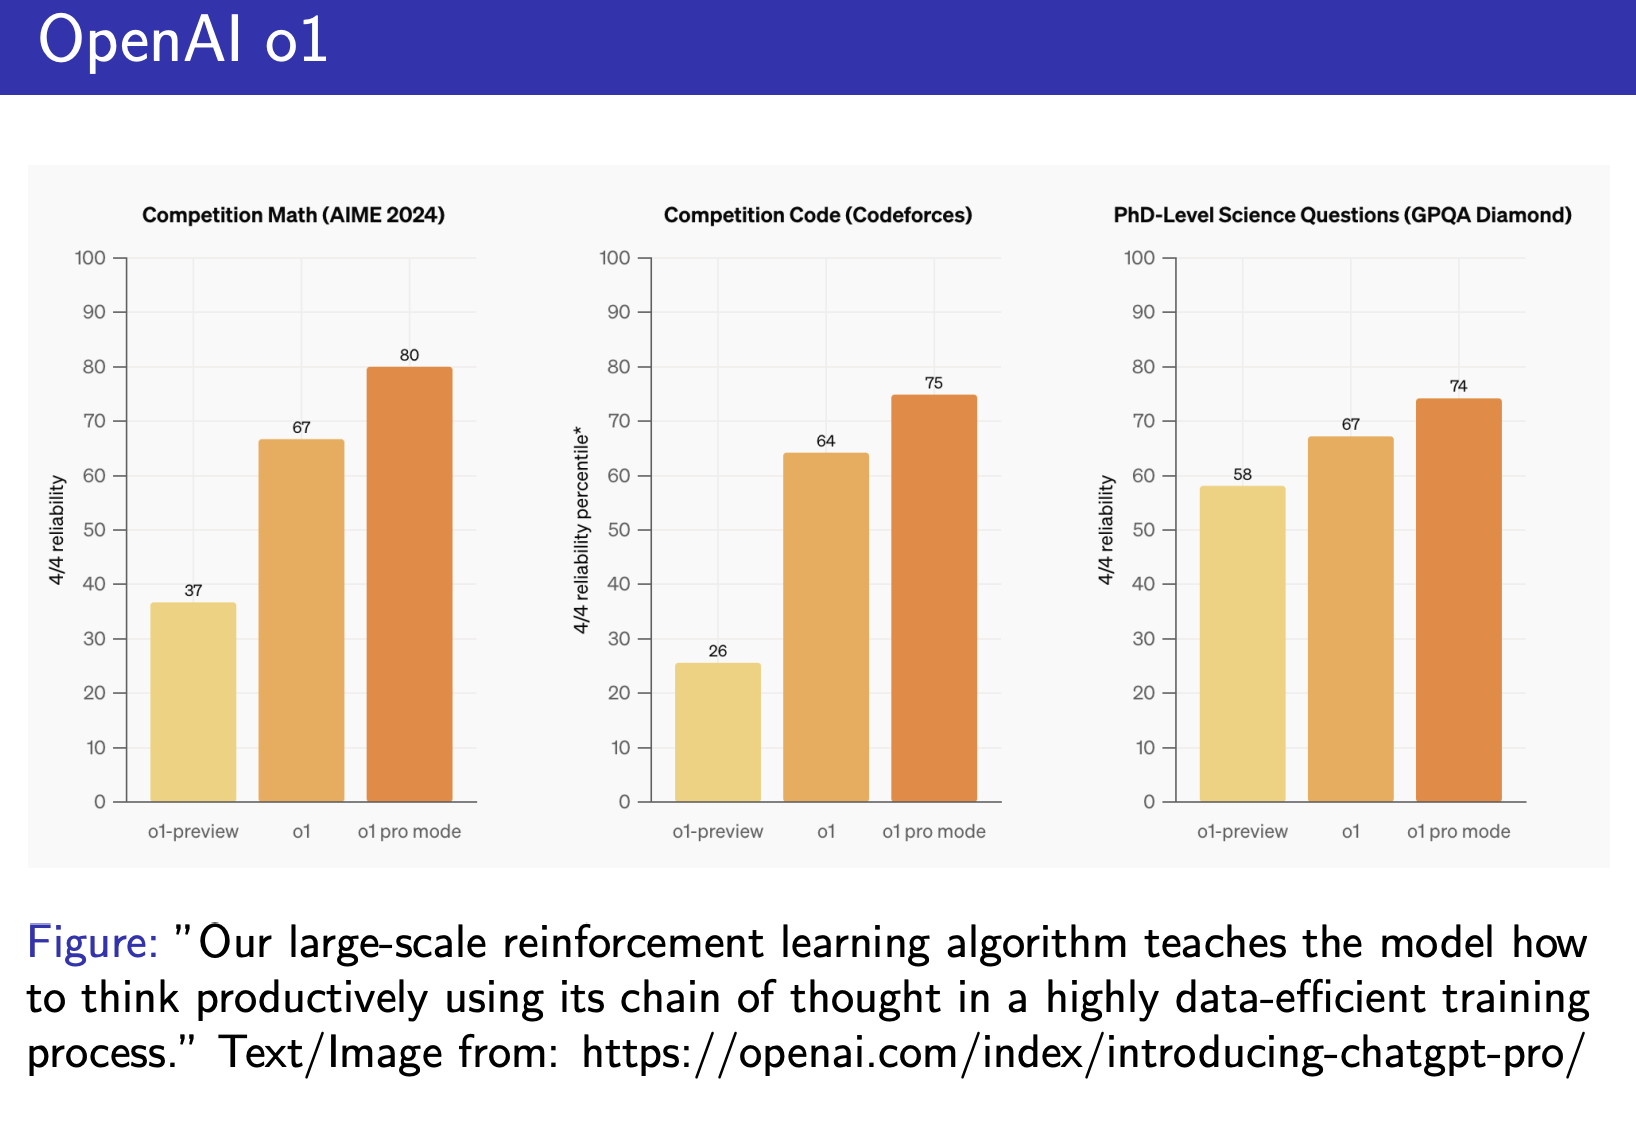 OpenAI o1
Competition Math (AIME 2024)
100
90
80
70
60
50
40
30
20
10
0
4/4 reliability
37
67
80
o1-preview
o1
o1 pro mode
Competition Code (Codeforces)
100
90
80
70
60
50
40
30
20
10
0
4/4 reliability percentile*
26
64
75
o1-preview
o1
o1 pro mode
PhD-Level Science Questions (GPQA Diamond)
100
90
80
70
60
50
40
30
20
10
0
4/4 reliability
58
67
74
o1-preview
o1
o1 pro mode
Figure: ”Our large-scale reinforcement learning algorithm teaches the model how
to think productively using its chain of thought in a highly data-efficient training
process.” Text/Image from: https://openai.com/index/introducing-chatgpt-pro/